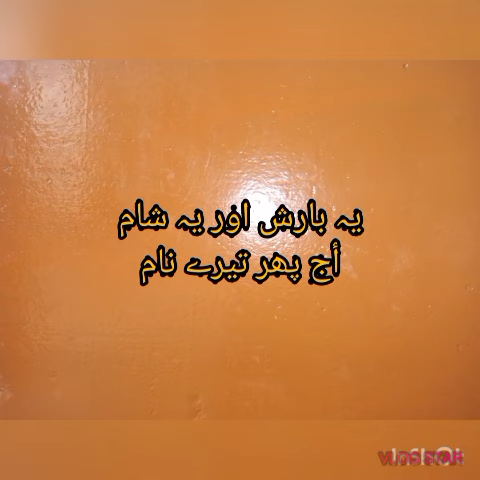 یہ بارش اور یہ شام
أج پھر تیرے نام